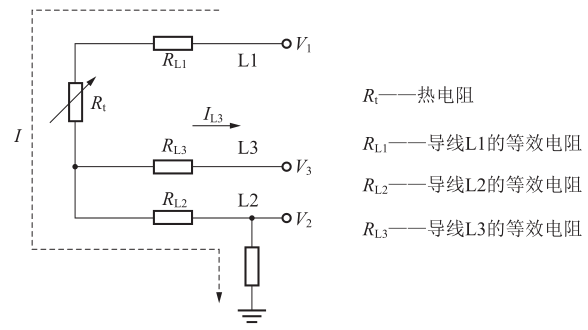 R_L1
L1
V_1
R_t
I
I_L3
R_L3
L3
V_3
R_L2
L2
V_2
R_t——热电阻
R_L1——导线L1的等效电阻
R_L2——导线L2的等效电阻
R_L3——导线L3的等效电阻